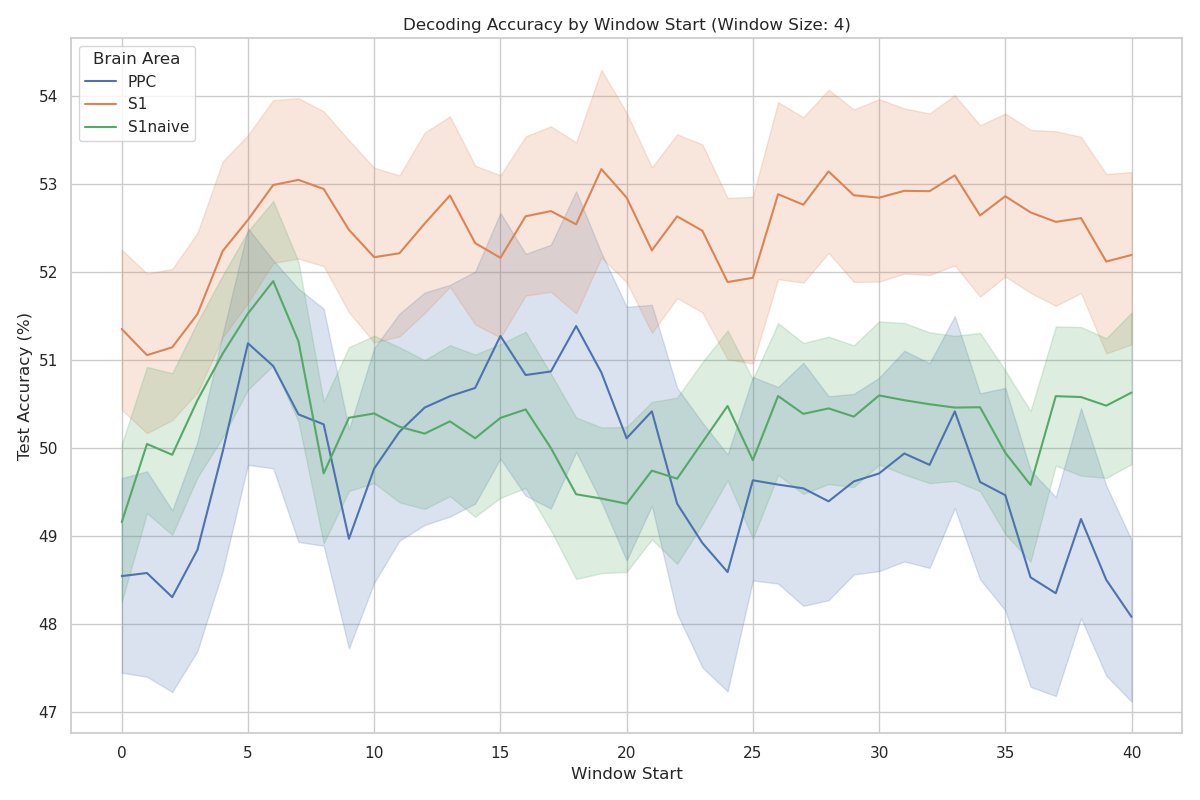 Decoding Accuracy by Window Start (Window Size: 4)
Brain Area
PPC
S1
S1naive
Test Accuracy (%)
54
53
52
51
50
49
48
47
0 5 10 15 20 25 30 35 40
Window Start